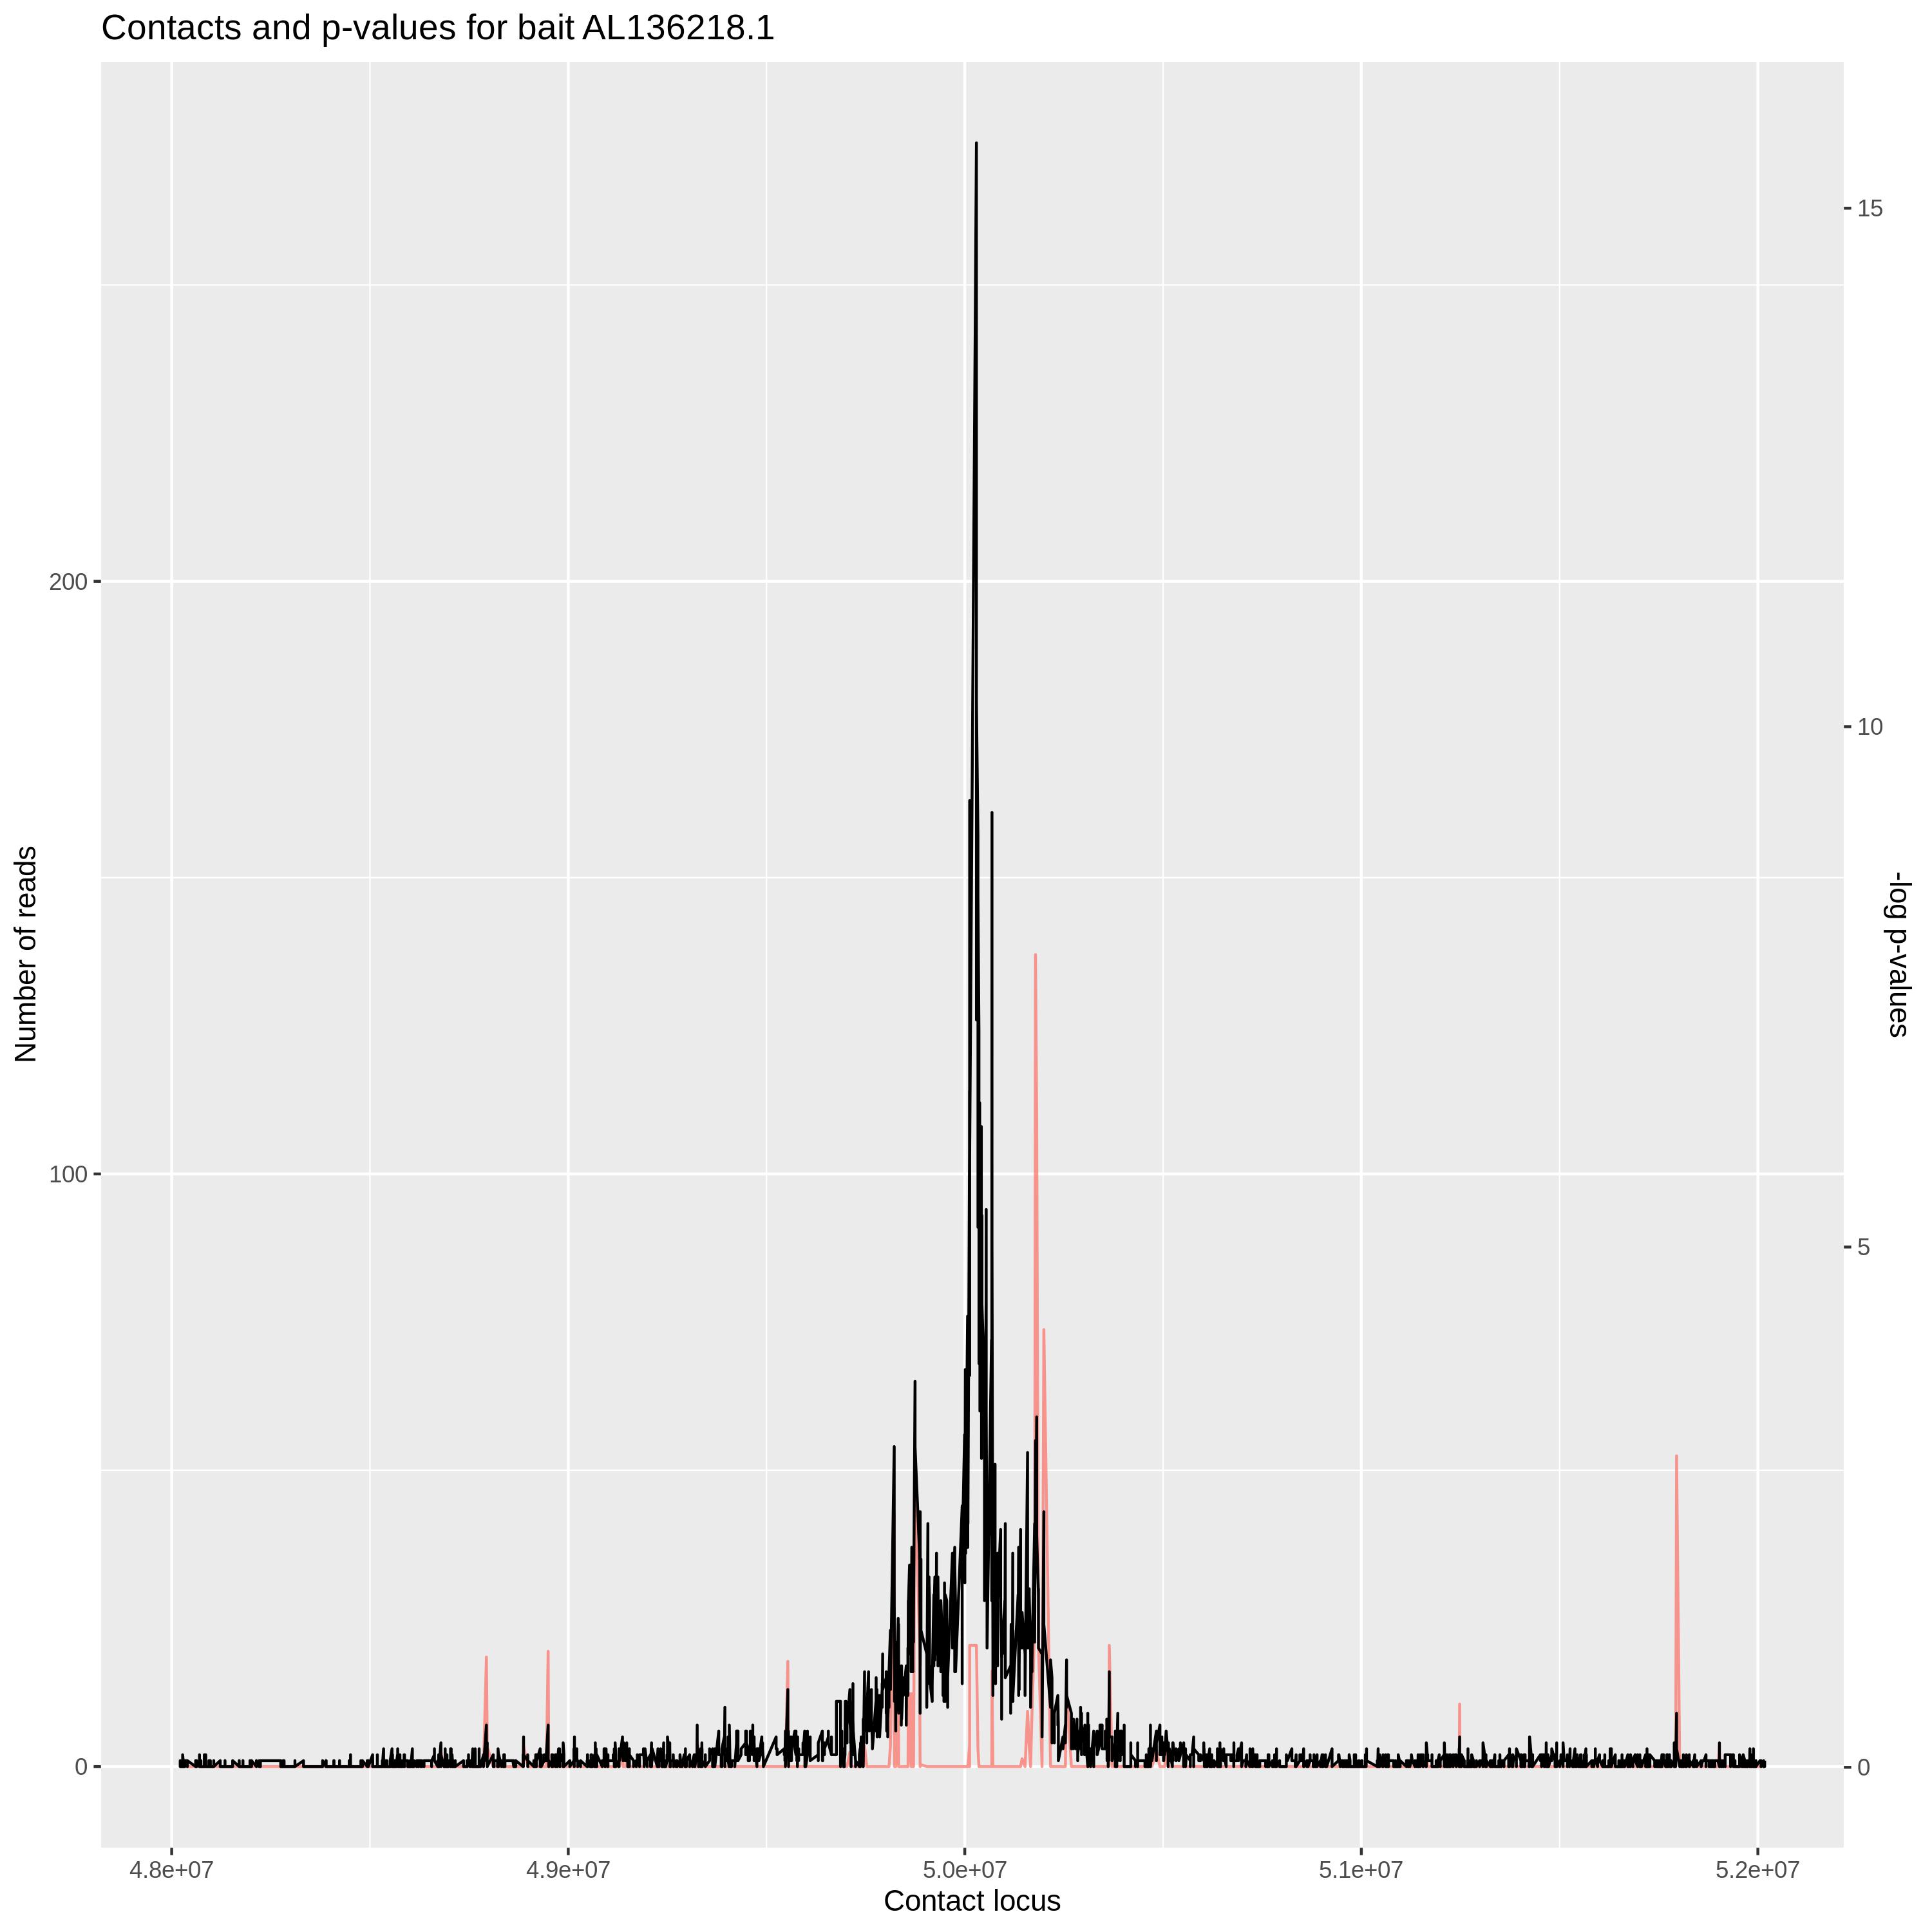 Contacts and p-values for bait AL136218.1
Number of reads
200
100
0
15
10
5
0
-log p-values
4.8e+07 4.9e+07 5.0e+07 5.1e+07 5.2e+07
Contact locus